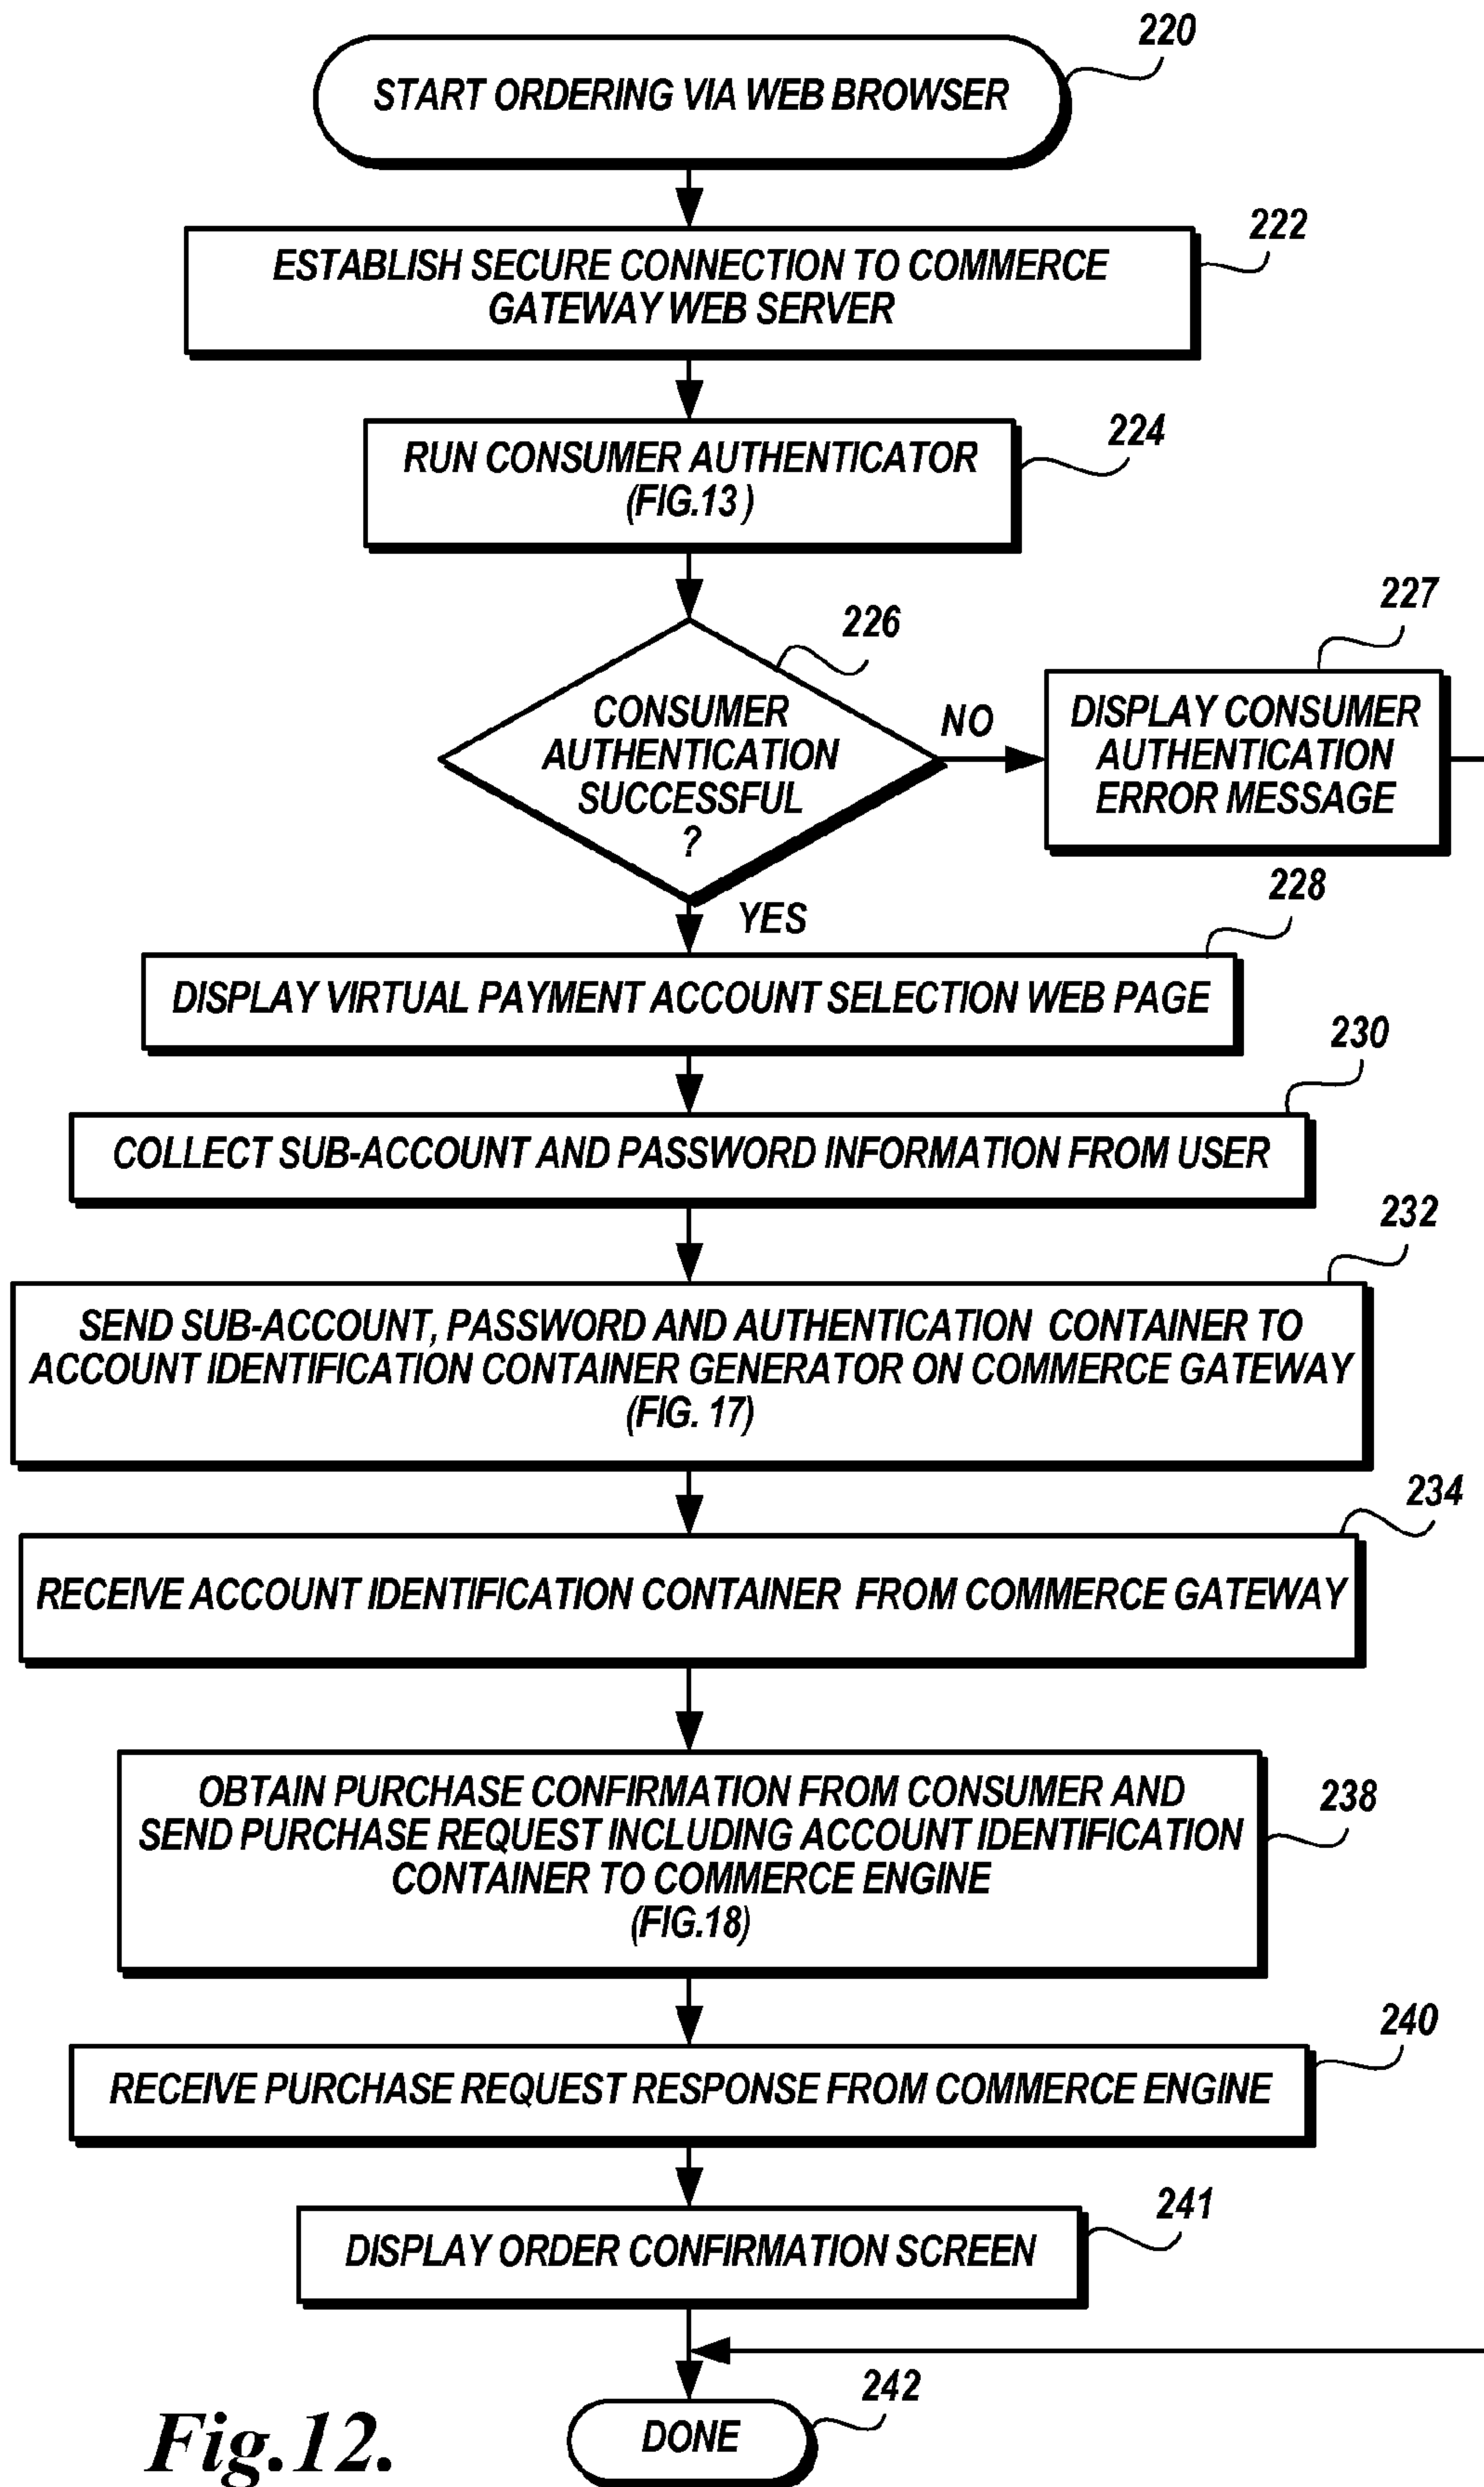 220
START ORDERING VIA WEB BROWSER
222
ESTABLISH SECURE CONNECTION TO COMMERCE
GATEWAY WEB SERVER
224
RUN CONSUMER AUTHENTICATOR
(FIG.13 )
226
CONSUMER
AUTHENTICATION
SUCCESSFUL
?
NO
227
DISPLAY CONSUMER
AUTHENTICATION
ERROR MESSAGE
YES
228
DISPLAY VIRTUAL PAYMENT ACCOUNT SELECTION WEB PAGE
230
COLLECT SUB-ACCOUNT AND PASSWORD INFORMATION FROM USER
232
SEND SUB-ACCOUNT, PASSWORD AND AUTHENTICATION CONTAINER TO
ACCOUNT IDENTIFICATION CONTAINER GENERATOR ON COMMERCE GATEWAY
(FIG. 17)
234
RECEIVE ACCOUNT IDENTIFICATION CONTAINER FROM COMMERCE GATEWAY
238
OBTAIN PURCHASE CONFIRMATION FROM CONSUMER AND
SEND PURCHASE REQUEST INCLUDING ACCOUNT IDENTIFICATION
CONTAINER TO COMMERCE ENGINE
(FIG.18)
240
RECEIVE PURCHASE REQUEST RESPONSE FROM COMMERCE ENGINE
241
DISPLAY ORDER CONFIRMATION SCREEN
242
DONE
Fig.12.